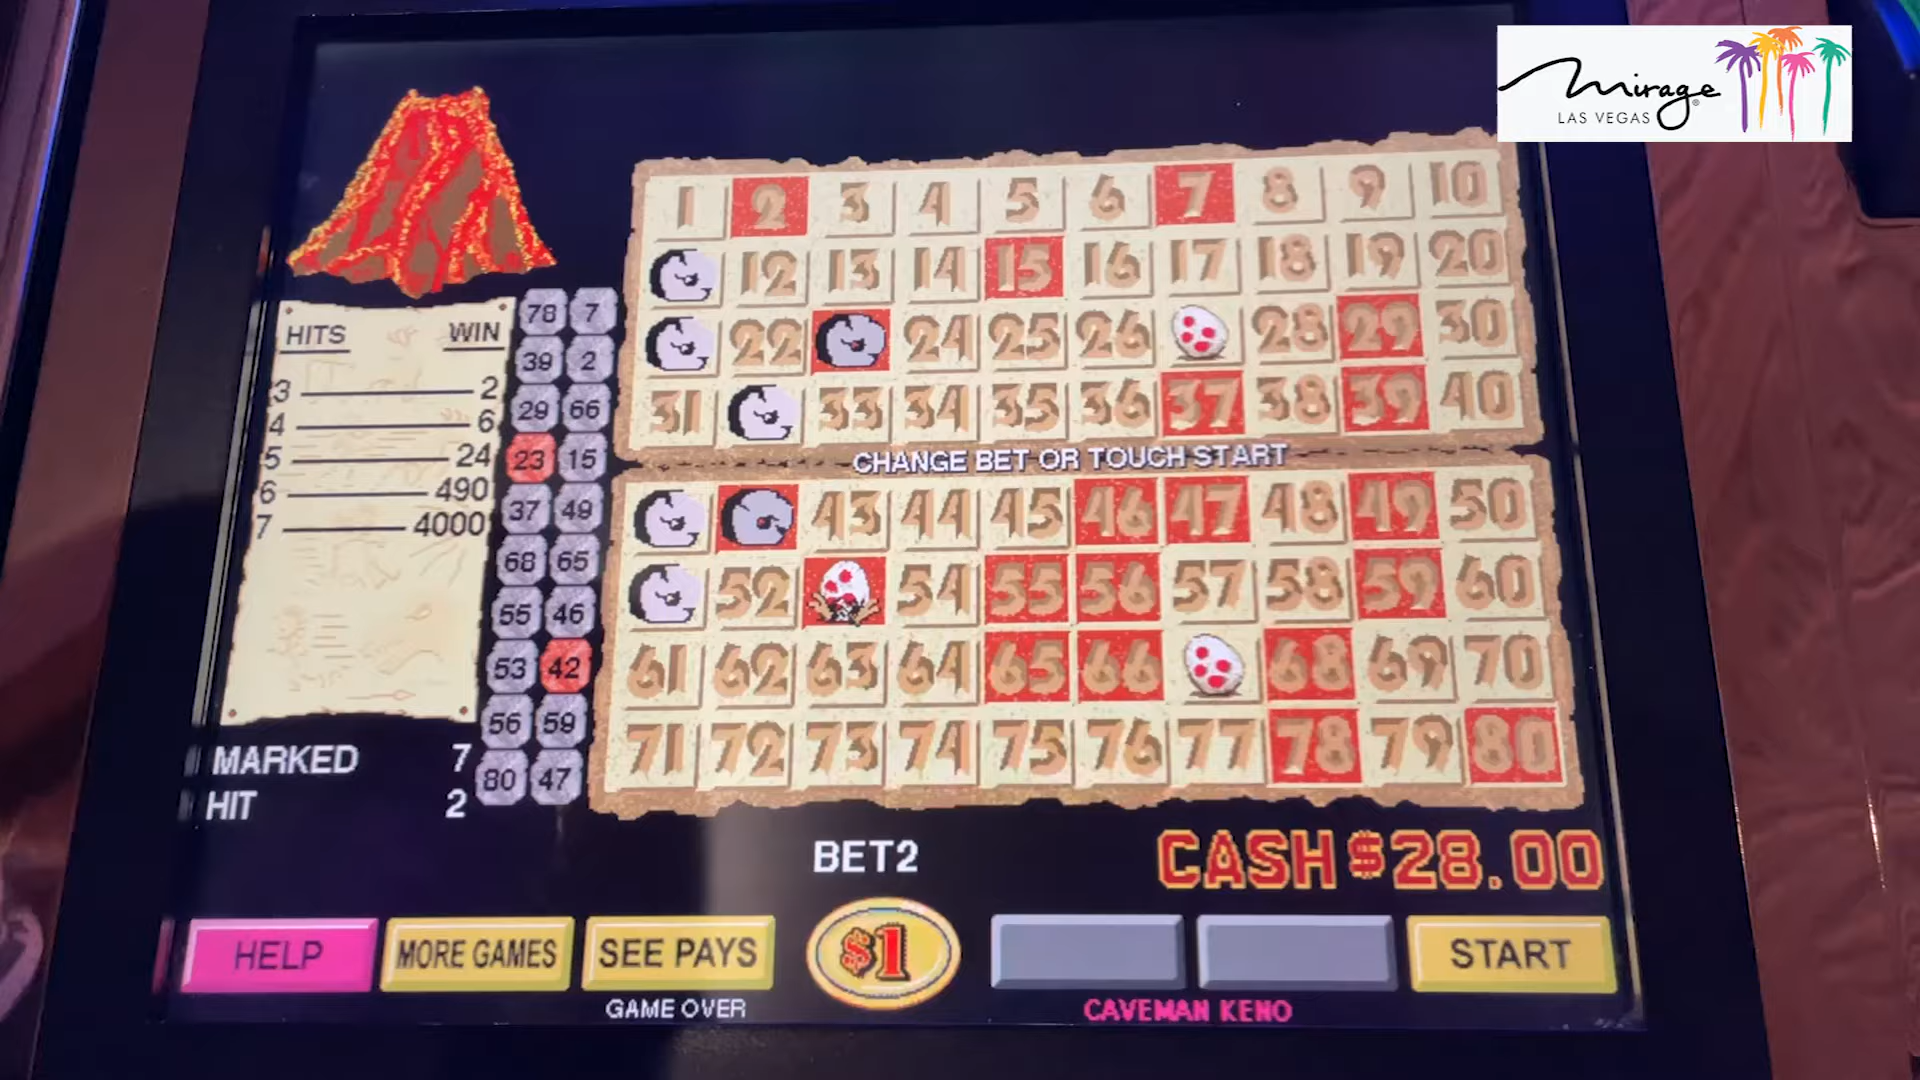 Mirage®
LAS VEGAS
HITS WIN
3 2
4 6
5 24
6 490
7 4000
78 7
39 2
29 66
23 15
37 49
68 65
55 46
53 42
56 59
80 47
MARKED 7
HIT 2
1 2 3 4 5 6 7 8 9 10
12 13 14 15 16 17 18 19 20
22 24 25 26 28 29 30
31 33 34 35 36 37 38 39 40
CHANGE BET OR TOUCH START
43 44 45 46 47 48 49 50
52 54 55 56 57 58 59 60
61 62 63 64 65 66 68 69 70
71 72 73 74 75 76 77 78 79 80
BET2
CASH $28.00
HELP
MORE GAMES
SEE PAYS
$1
START
GAME OVER
CAVEMAN KENO